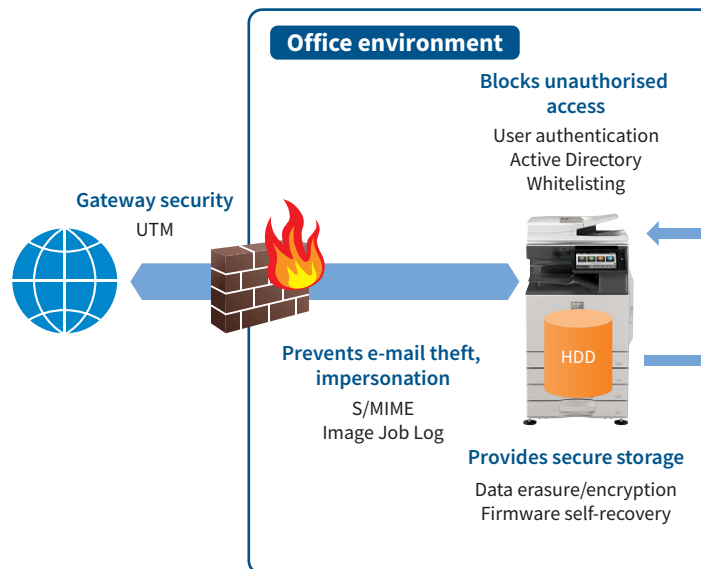 Office environment
Blocks unauthorised
access
User authentication
Active Directory
Whitelisting
Gateway security
UTM
Prevents e-mail theft,
impersonation
S/MIME
Image Job Log
HDD
Provides secure storage
Data erasure/encryption
Firmware self-recovery